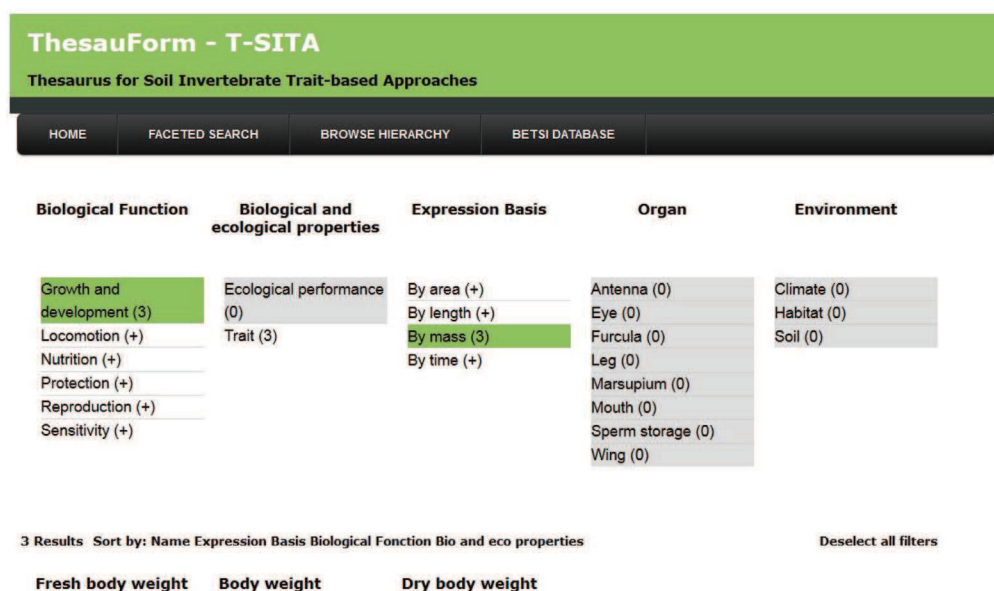 ThesauForm - T-SITA
Thesaurus for Soil Invertebrate Trait-based Approaches
HOME FACETED SEARCH BROWSE HIERARCHY BETSI DATABASE
Biological Function
Growth and
development (3)
Locomotion (+)
Nutrition (+)
Protection (+)
Reproduction (+)
Sensitivity (+)
Biological and
ecological properties
Ecological performance
(0)
Trait (3)
Expression Basis
By area (+)
By length (+)
By mass (3)
By time (+)
Organ
Antenna (0)
Eye (0)
Furcula (0)
Leg (0)
Marsupium (0)
Mouth (0)
Sperm storage (0)
Wing (0)
Environment
Climate (0)
Habitat (0)
Soil (0)
3 Results Sort by: Name Expression Basis Biological Fonction Bio and eco properties Deselect all filters
Fresh body weight Body weight Dry body weight